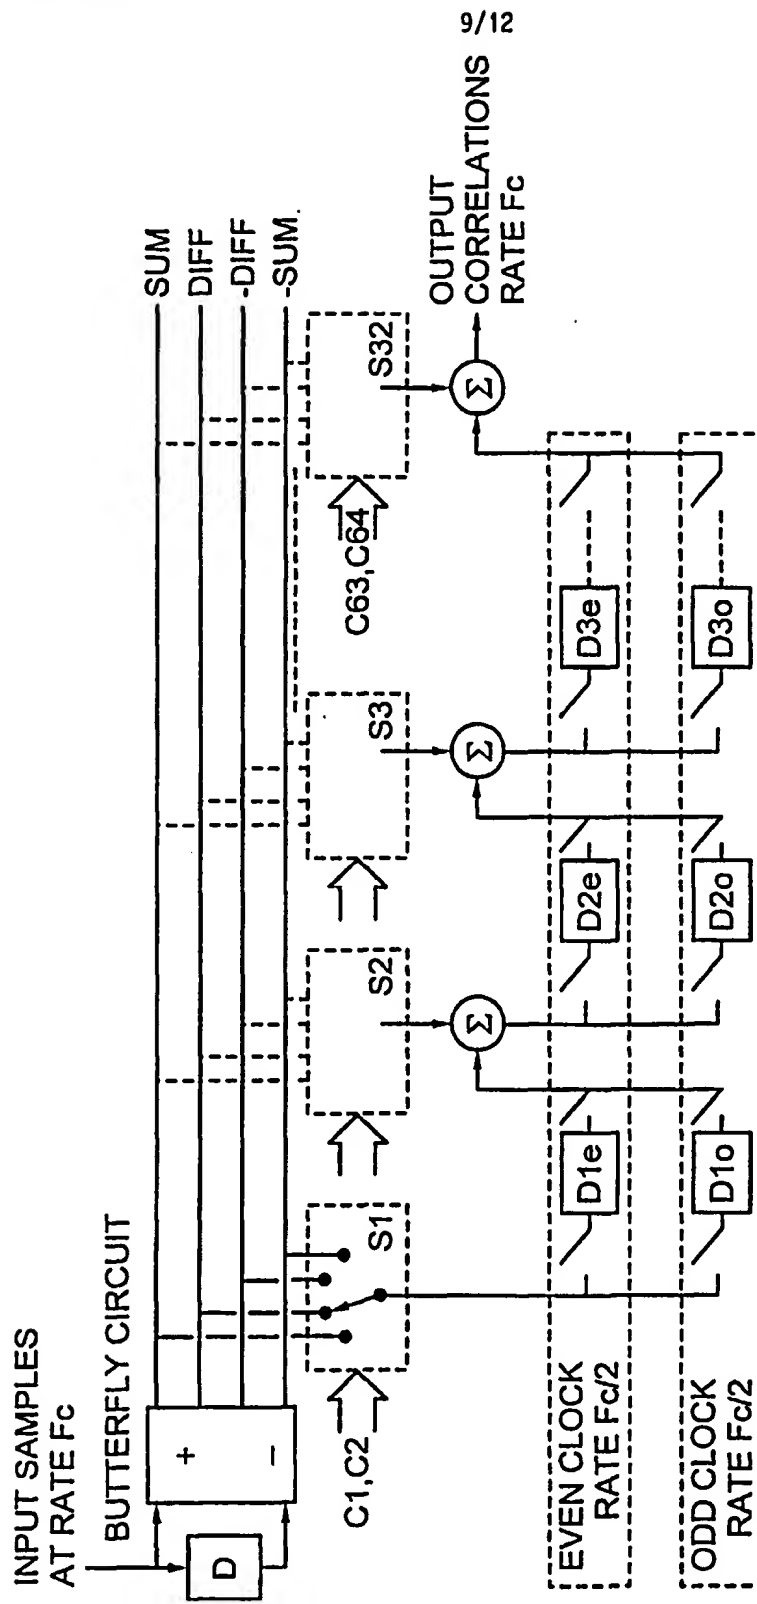 9/12
INPUT SAMPLES
AT RATE Fc
BUTTERFLY CIRCUIT
D
+
−
SUM
DIFF
-DIFF
-SUM
C1,C2
S1
S2
S3
C63,C64
S32
Σ
Σ
Σ
OUTPUT
CORRELATIONS
RATE Fc
EVEN CLOCK
RATE Fc/2
D1e
D2e
D3e
ODD CLOCK
RATE Fc/2
D1o
D2o
D3o